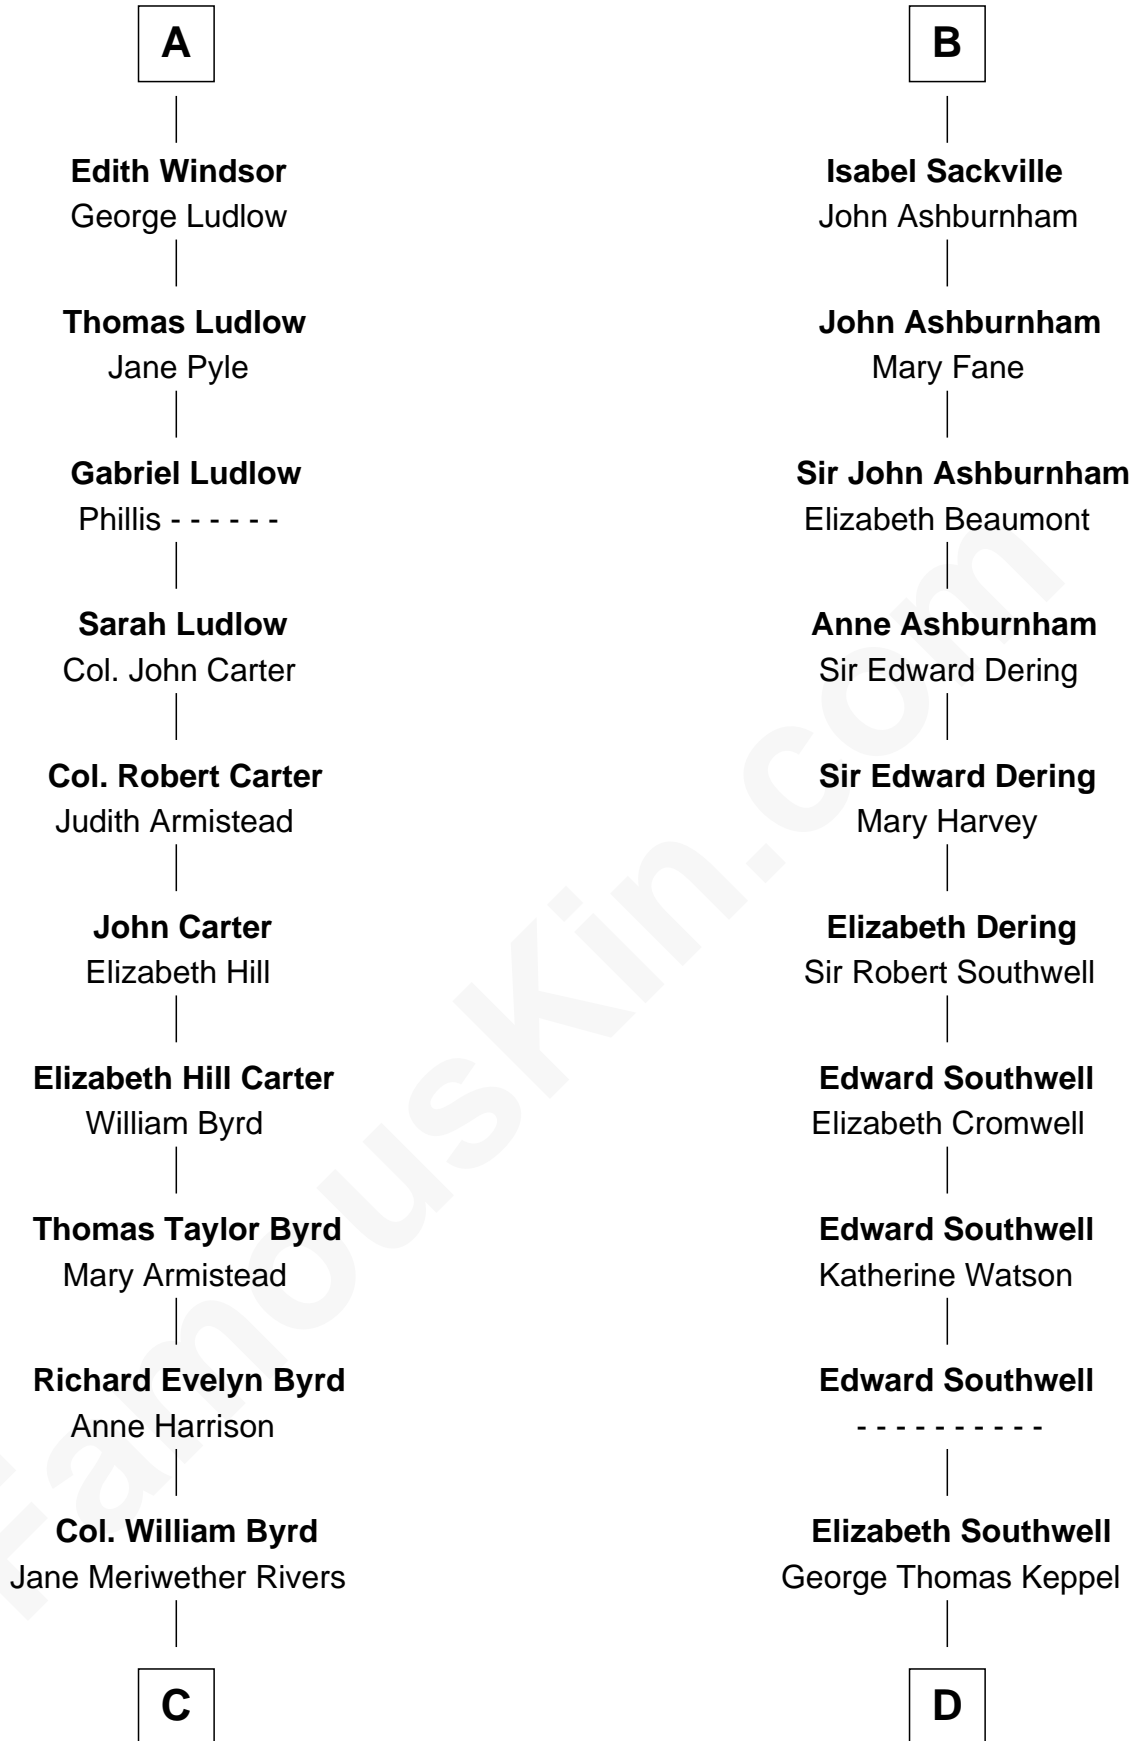 A
Edith Windsor
George Ludlow
Thomas Ludlow
Jane Pyle
Gabriel Ludlow
Phillis - - - - - -
Sarah Ludlow
Col. John Carter
Col. Robert Carter
Judith Armistead
John Carter
Elizabeth Hill
Elizabeth Hill Carter
William Byrd
Thomas Taylor Byrd
Mary Armistead
Richard Evelyn Byrd
Anne Harrison
Col. William Byrd
Jane Meriwether Rivers
C
B
Isabel Sackville
John Ashburnham
John Ashburnham
Mary Fane
Sir John Ashburnham
Elizabeth Beaumont
Anne Ashburnham
Sir Edward Dering
Sir Edward Dering
Mary Harvey
Elizabeth Dering
Sir Robert Southwell
Edward Southwell
Elizabeth Cromwell
Edward Southwell
Katherine Watson
Edward Southwell
- - - - - - - - - -
Elizabeth Southwell
George Thomas Keppel
D
FamousKin.com